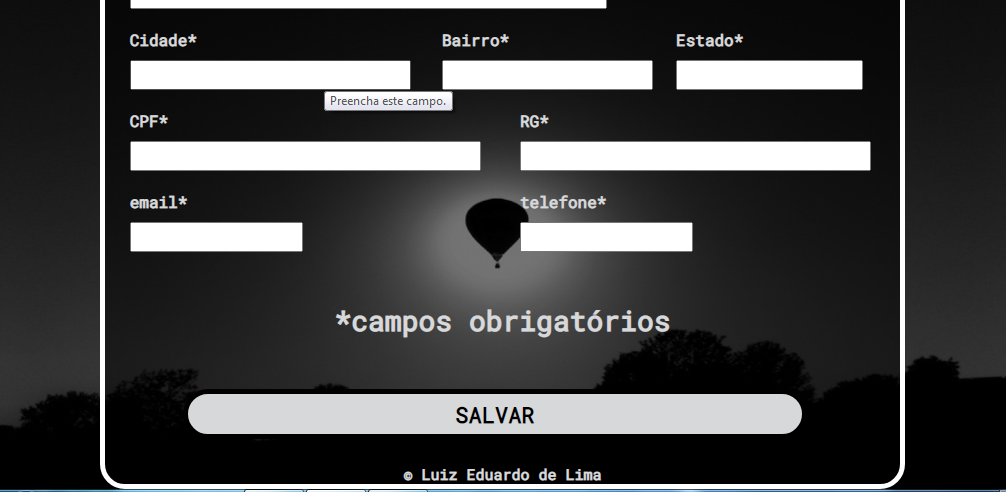 Cidade* Bairro* Estado*
Preencha este campo.
CPF* RG*
email* telefone*
*campos obrigatórios
SALVAR
© Luiz Eduardo de Lima